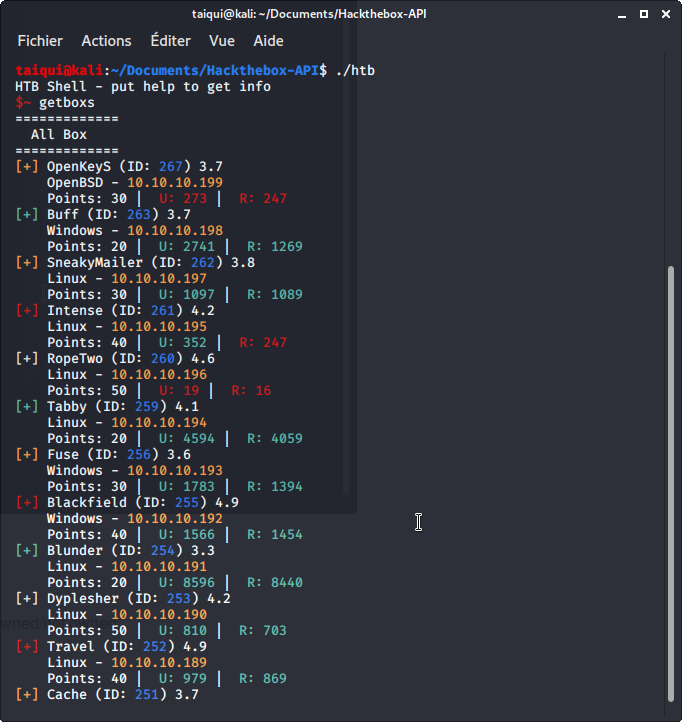 taiqui@kali: ~/Documents/Hackthebox-API
Fichier Actions Éditer Vue Aide
taiqui@kali:~/Documents/Hackthebox-API$ ./htb
HTB Shell - put help to get info
$~ getboxs
=============
All Box
=============
[+] OpenKeyS (ID: 267) 3.7
OpenBSD - 10.10.10.199
Points: 30 | U: 273 | R: 247
[+] Buff (ID: 263) 3.7
Windows - 10.10.10.198
Points: 20 | U: 2741 | R: 1269
[+] SneakyMailer (ID: 262) 3.8
Linux - 10.10.10.197
Points: 30 | U: 1097 | R: 1089
[+] Intense (ID: 261) 4.2
Linux - 10.10.10.195
Points: 40 | U: 352 | R: 247
[+] RopeTwo (ID: 260) 4.6
Linux - 10.10.10.196
Points: 50 | U: 19 | R: 16
[+] Tabby (ID: 259) 4.1
Linux - 10.10.10.194
Points: 20 | U: 4594 | R: 4059
[+] Fuse (ID: 256) 3.6
Windows - 10.10.10.193
Points: 30 | U: 1783 | R: 1394
[+] Blackfield (ID: 255) 4.9
Windows - 10.10.10.192
Points: 40 | U: 1566 | R: 1454
[+] Blunder (ID: 254) 3.3
Linux - 10.10.10.191
Points: 20 | U: 8596 | R: 8440
[+] Dyplesher (ID: 253) 4.2
Linux - 10.10.10.190
Points: 50 | U: 810 | R: 703
[+] Travel (ID: 252) 4.9
Linux - 10.10.10.189
Points: 40 | U: 979 | R: 869
[+] Cache (ID: 251) 3.7